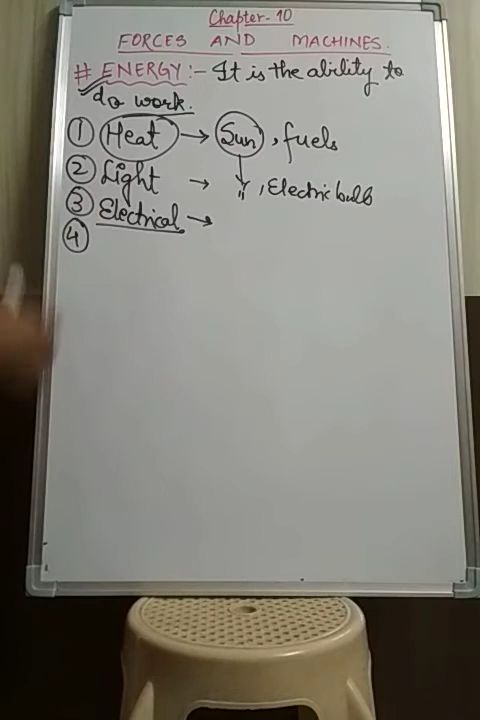 Chapter-10
FORCES AND MACHINES.
# ENERGY:- It is the ability to
do work.
① Heat → Sun, fuels
② Light → ", Electric bulb
③ Electrical →
④